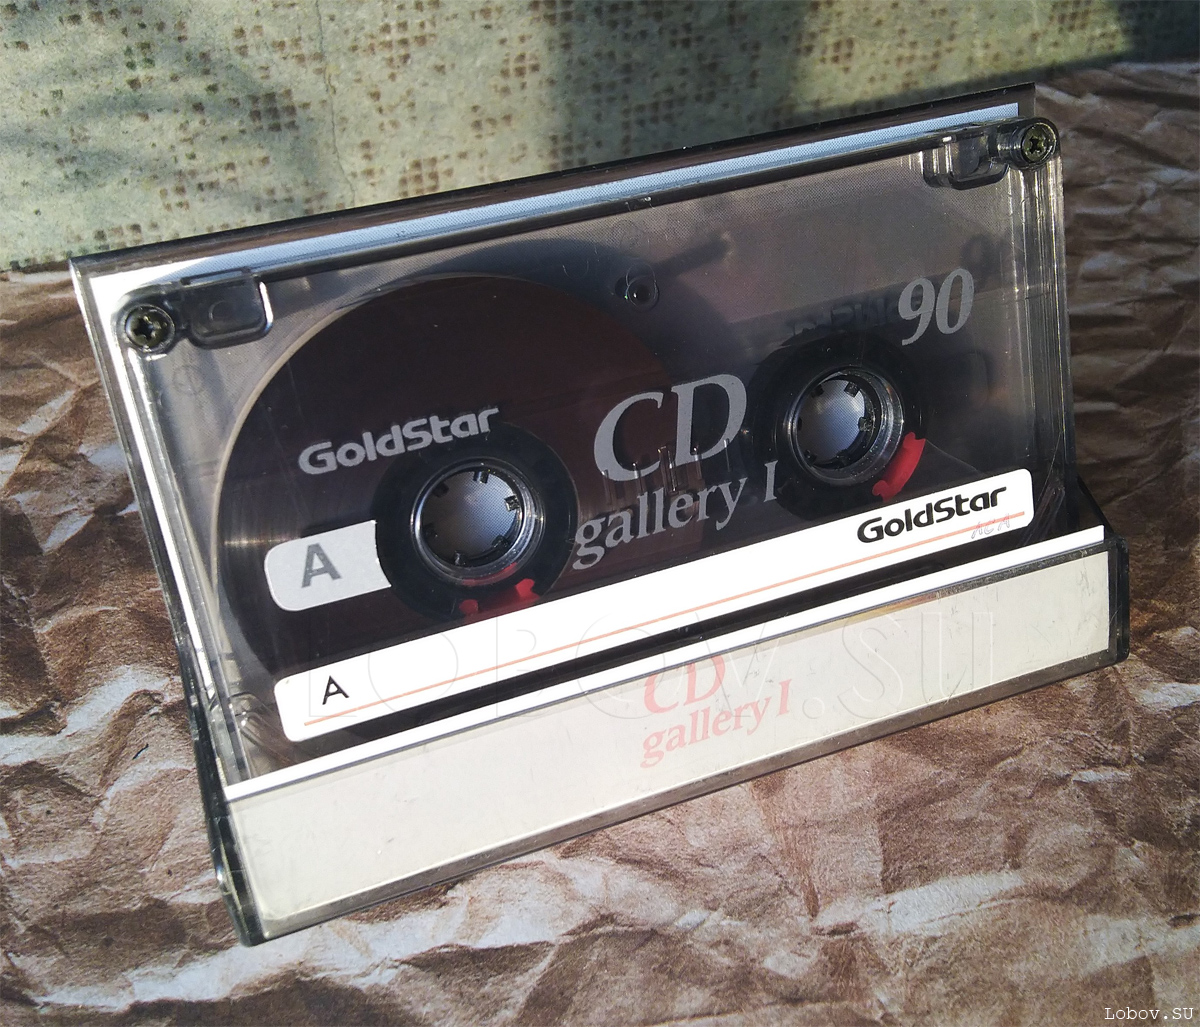 90
GoldStar
CD
gallery I
A
GoldStar
A
LOBOV.SU
CD
gallery I
Lobov.SU